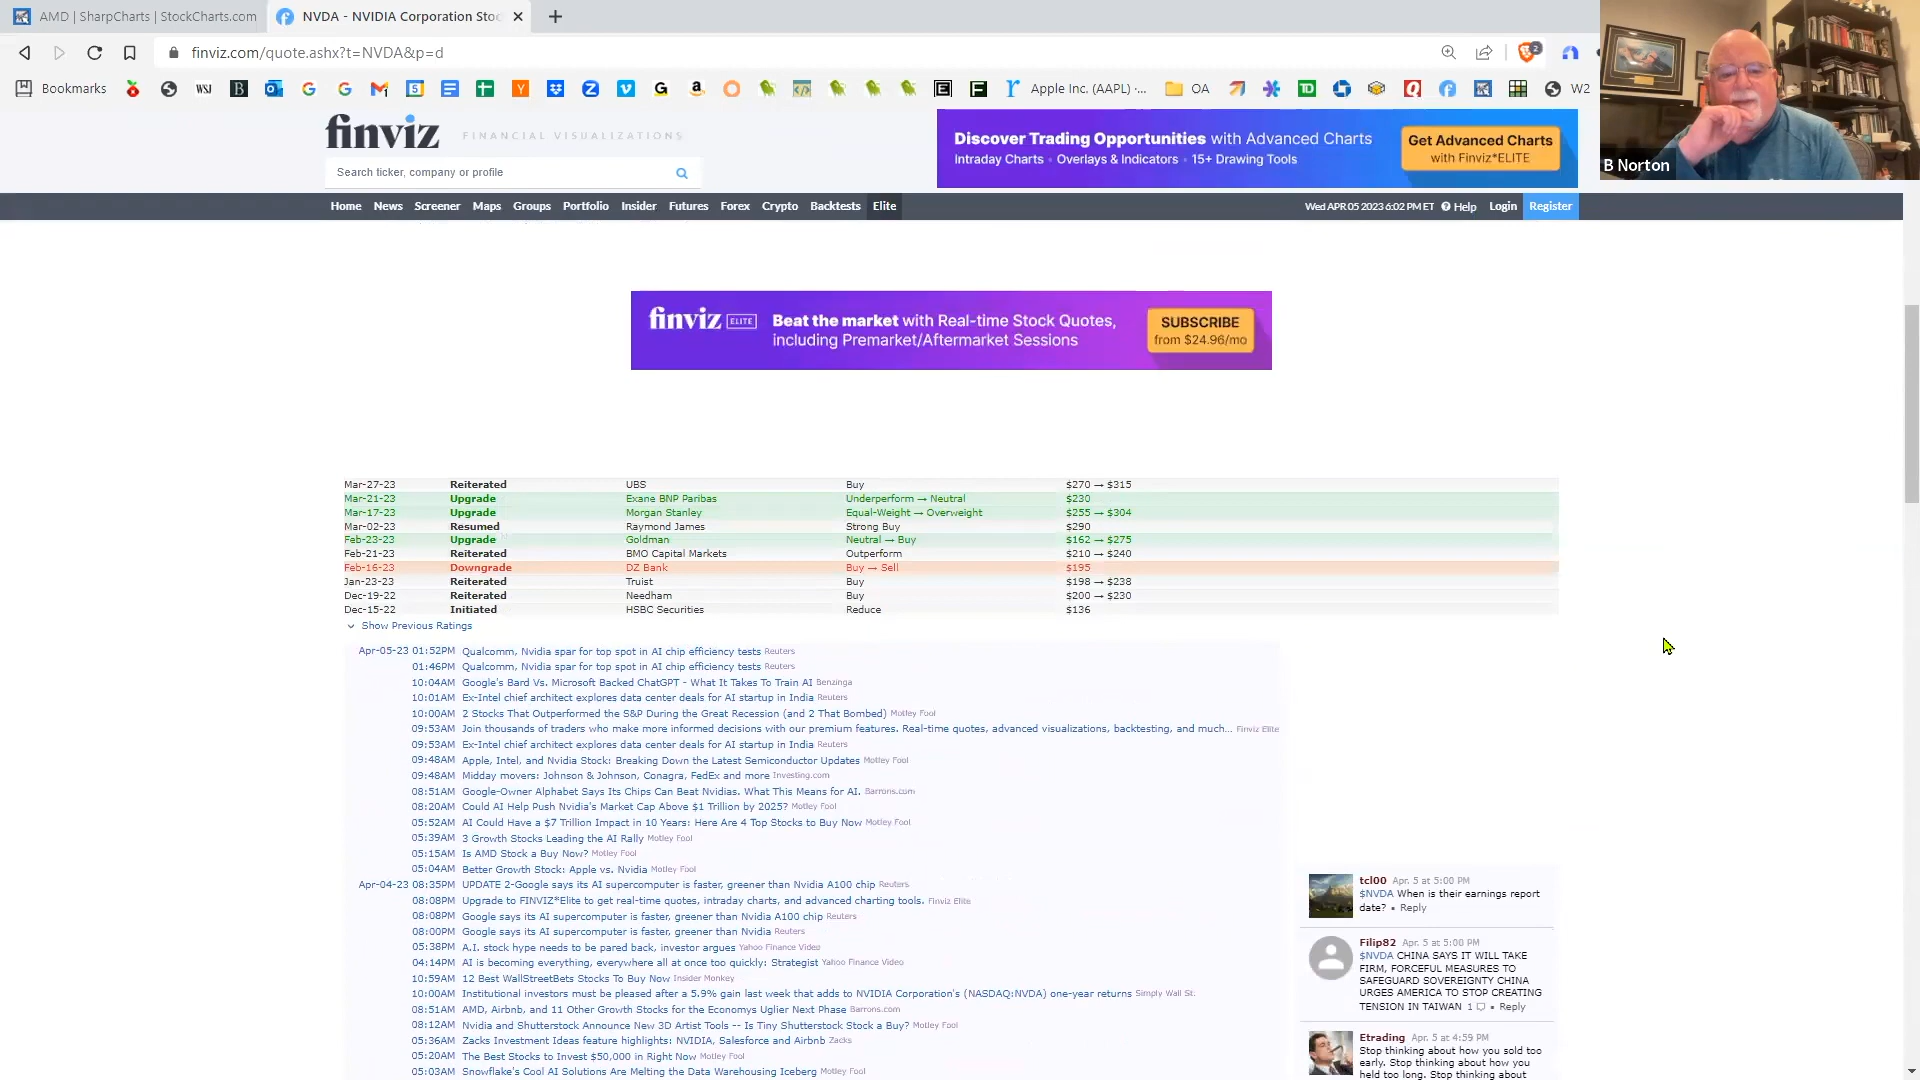 AMD | SharpCharts | StockCharts.com
NVDA - NVIDIA Corporation Stoc
finviz.com/quote.ashx?t=NVDA&p=d
2
Bookmarks
WSJ
Apple Inc. (AAPL) ·...
OA
W2
finviz
FINANCIAL VISUALIZATIONS
Search ticker, company or profile
Discover Trading Opportunities with Advanced Charts
Intraday Charts • Overlays & Indicators • 15+ Drawing Tools
Get Advanced Charts
with Finviz*ELITE
B Norton
Home News Screener Maps Groups Portfolio Insider Futures Forex Crypto Backtests Elite
Wed APR 05 2023 6:02 PM ET Help Login Register
finviz ELITE
Beat the market with Real-time Stock Quotes,
including Premarket/Aftermarket Sessions
SUBSCRIBE
from $24.96/mo
Mar-27-23 Reiterated UBS Buy $270 → $315
Mar-21-23 Upgrade Exane BNP Paribas Underperform → Neutral $230
Mar-17-23 Upgrade Morgan Stanley Equal-Weight → Overweight $255 → $304
Mar-02-23 Resumed Raymond James Strong Buy $290
Feb-23-23 Upgrade Goldman Neutral → Buy $162 → $275
Feb-21-23 Reiterated BMO Capital Markets Outperform $210 → $240
Feb-16-23 Downgrade DZ Bank Buy → Sell $195
Jan-23-23 Reiterated Truist Buy $198 → $238
Dec-19-22 Reiterated Needham Buy $200 → $230
Dec-15-22 Initiated HSBC Securities Reduce $136
Show Previous Ratings
Apr-05-23 01:52PM Qualcomm, Nvidia spar for top spot in AI chip efficiency tests Reuters
01:46PM Qualcomm, Nvidia spar for top spot in AI chip efficiency tests Reuters
10:04AM Google's Bard Vs. Microsoft Backed ChatGPT - What It Takes To Train AI Benzinga
10:01AM Ex-Intel chief architect explores data center deals for AI startup in India Reuters
10:00AM 2 Stocks That Outperformed the S&P During the Great Recession (and 2 That Bombed) Motley Fool
09:53AM Join thousands of traders who make more informed decisions with our premium features. Real-time quotes, advanced visualizations, backtesting, and much... Finviz Elite
09:53AM Ex-Intel chief architect explores data center deals for AI startup in India Reuters
09:48AM Apple, Intel, and Nvidia Stock: Breaking Down the Latest Semiconductor Updates Motley Fool
09:48AM Midday movers: Johnson & Johnson, Conagra, FedEx and more Investing.com
08:51AM Google-Owner Alphabet Says Its Chips Can Beat Nvidias. What This Means for AI. Barrons.com
08:20AM Could AI Help Push Nvidia's Market Cap Above $1 Trillion by 2025? Motley Fool
05:52AM AI Could Have a $7 Trillion Impact in 10 Years: Here Are 4 Top Stocks to Buy Now Motley Fool
05:39AM 3 Growth Stocks Leading the AI Rally Motley Fool
05:15AM Is AMD Stock a Buy Now? Motley Fool
05:04AM Better Growth Stock: Apple vs. Nvidia Motley Fool
Apr-04-23 08:35PM UPDATE 2-Google says its AI supercomputer is faster, greener than Nvidia A100 chip Reuters
08:08PM Upgrade to FINVIZ*Elite to get real-time quotes, intraday charts, and advanced charting tools. Finviz Elite
08:08PM Google says its AI supercomputer is faster, greener than Nvidia A100 chip Reuters
08:00PM Google says its AI supercomputer is faster, greener than Nvidia Reuters
05:38PM A.I. stock hype needs to be pared back, investor argues Yahoo Finance Video
04:14PM AI is becoming everything, everywhere all at once too quickly: Strategist Yahoo Finance Video
10:59AM 12 Best WallStreetBets Stocks To Buy Now Insider Monkey
10:00AM Institutional investors must be pleased after a 5.9% gain last week that adds to NVIDIA Corporation's (NASDAQ:NVDA) one-year returns Simply Wall St.
08:51AM AMD, Airbnb, and 11 Other Growth Stocks for the Economys Uglier Next Phase Barrons.com
08:12AM Nvidia and Shutterstock Announce New 3D Artist Tools -- Is Tiny Shutterstock Stock a Buy? Motley Fool
05:36AM Zacks Investment Ideas feature highlights: NVIDIA, Salesforce and Airbnb Zacks
05:20AM The Best Stocks to Invest $50,000 in Right Now Motley Fool
05:03AM Snowflake's Cool AI Solutions Are Melting the Data Warehousing Iceberg Motley Fool
tcl00 Apr. 5 at 5:00 PM
$NVDA When is their earnings report
date? • Reply
Filip82 Apr. 5 at 5:00 PM
$NVDA CHINA SAYS IT WILL TAKE
FIRM, FORCEFUL MEASURES TO
SAFEGUARD SOVEREIGNTY CHINA
URGES AMERICA TO STOP CREATING
TENSION IN TAIWAN 1 • Reply
Etrading Apr. 5 at 4:59 PM
Stop thinking about how you sold too
early. Stop thinking about how you
held too long. Stop thinking about